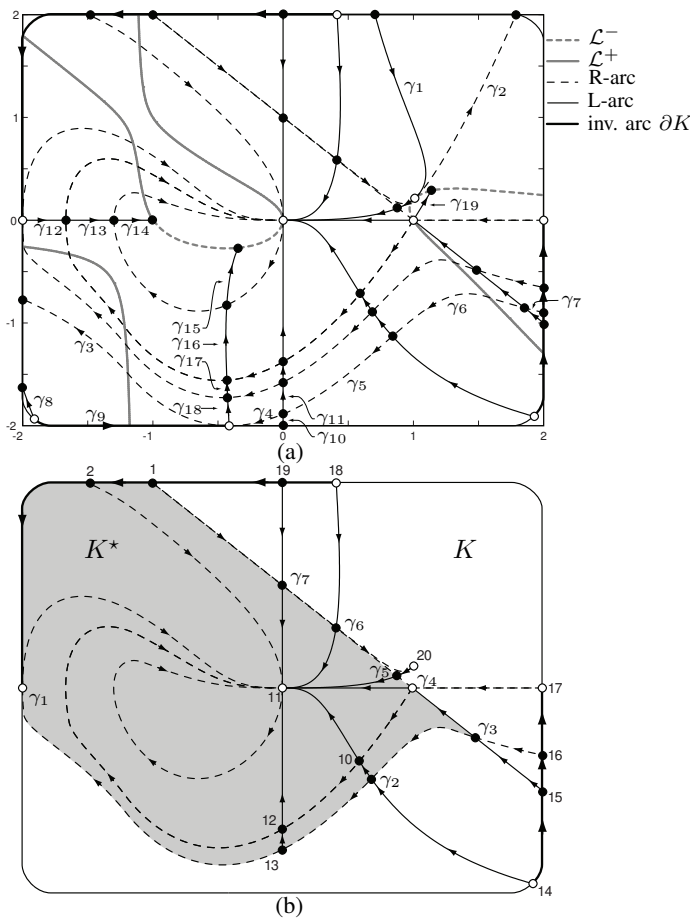 2
1
0
-1
-2
-2
-1
0
1
2
γ1
γ2
γ19
γ12
γ13
γ14
γ15
γ16
γ17
γ18
γ3
γ4
γ5
γ6
γ7
γ8
γ9
γ11
γ10
ℒ−
ℒ+
R-arc
L-arc
inv. arc ∂K
(a)
2
1
19
18
K⋆
K
γ7
γ6
20
γ5
γ4
γ1
11
17
γ3
16
10
γ2
15
12
13
14
(b)